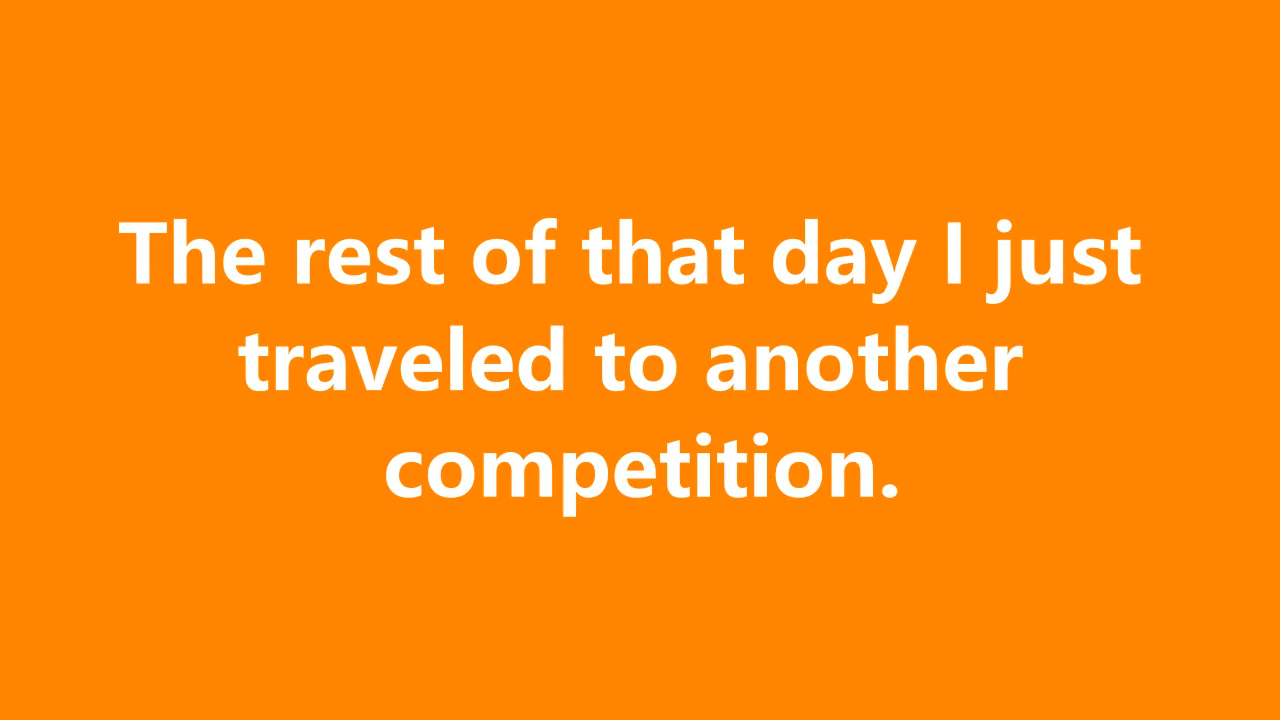 The rest of that day I just
traveled to another
competition.